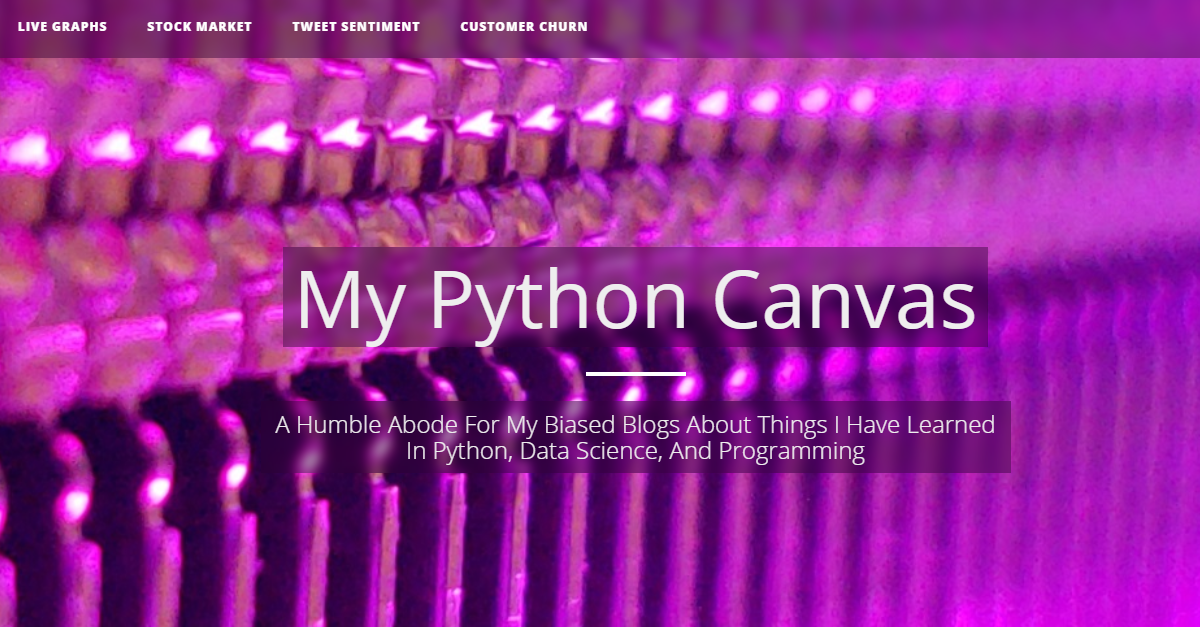 LIVE GRAPHS STOCK MARKET TWEET SENTIMENT CUSTOMER CHURN
My Python Canvas
A Humble Abode For My Biased Blogs About Things I Have Learned
In Python, Data Science, And Programming